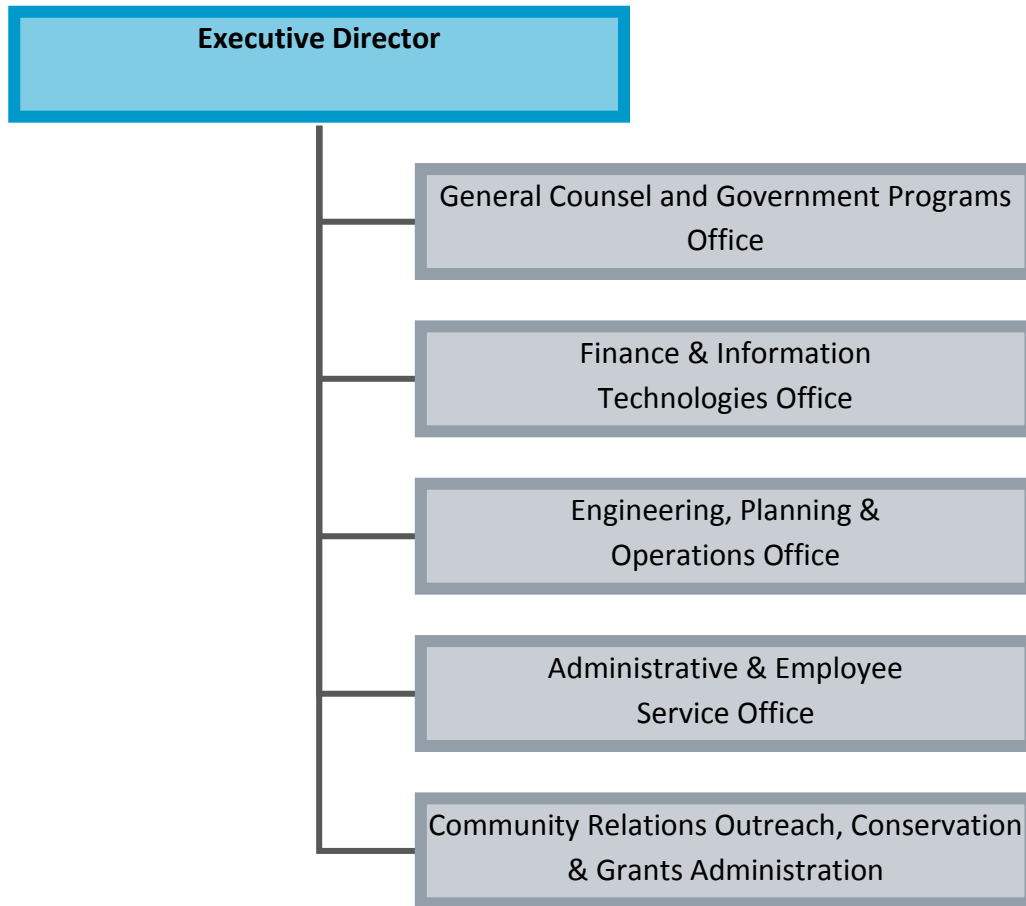 Executive Director
General Counsel and Government Programs
Office
Finance & Information
Technologies Office
Engineering, Planning &
Operations Office
Administrative & Employee
Service Office
Community Relations Outreach, Conservation
& Grants Administration